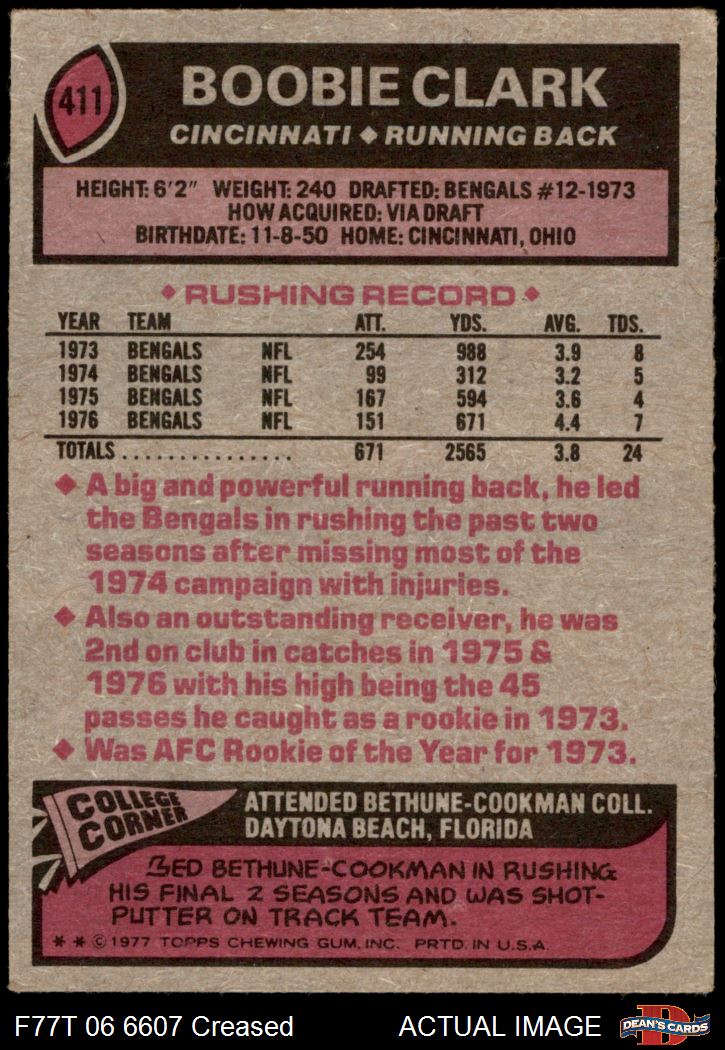 411
BOOBIE CLARK
CINCINNATI ◆ RUNNING BACK
HEIGHT: 6'2" WEIGHT: 240 DRAFTED: BENGALS #12-1973
HOW ACQUIRED: VIA DRAFT
BIRTHDATE: 11-8-50 HOME: CINCINNATI, OHIO
◆ RUSHING RECORD ◆
YEAR TEAM ATT. YDS. AVG. TDS.
1973 BENGALS NFL 254 988 3.9 8
1974 BENGALS NFL 99 312 3.2 5
1975 BENGALS NFL 167 594 3.6 4
1976 BENGALS NFL 151 671 4.4 7
TOTALS ................ 671 2565 3.8 24
◆ A big and powerful running back, he led
the Bengals in rushing the past two
seasons after missing most of the
1974 campaign with injuries.
◆ Also an outstanding receiver, he was
2nd on club in catches in 1975 &
1976 with his high being the 45
passes he caught as a rookie in 1973.
◆ Was AFC Rookie of the Year for 1973.
COLLEGE
CORNER
ATTENDED BETHUNE-COOKMAN COLL.
DAYTONA BEACH, FLORIDA
LED BETHUNE-COOKMAN IN RUSHING
HIS FINAL 2 SEASONS AND WAS SHOT-
PUTTER ON TRACK TEAM.
* * © 1977 TOPPS CHEWING GUM, INC. PRTD. IN U.S.A.
F77T 06 6607 Creased ACTUAL IMAGE
D
DEAN'S CARDS